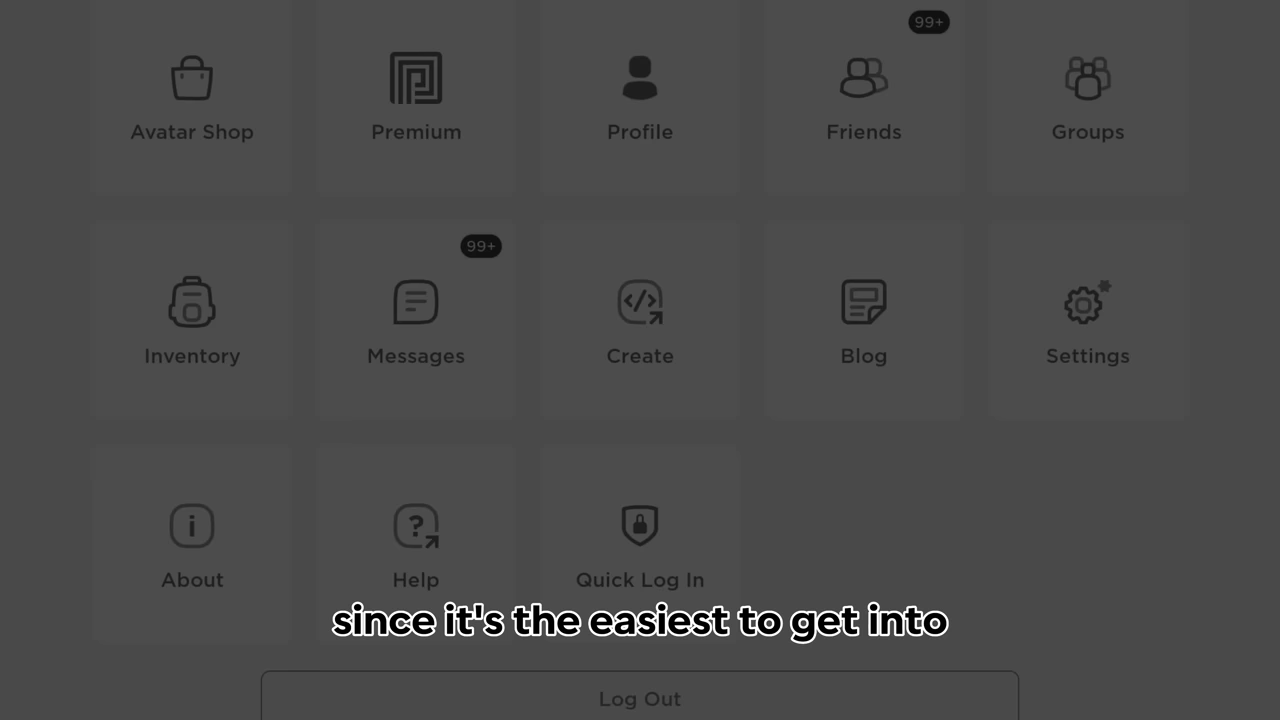 99+
Avatar Shop
Premium
Profile
Friends
Groups
99+
Inventory
Messages
Create
Blog
Settings
About
Help
Quick Log In
since it's the easiest to get into
Log Out